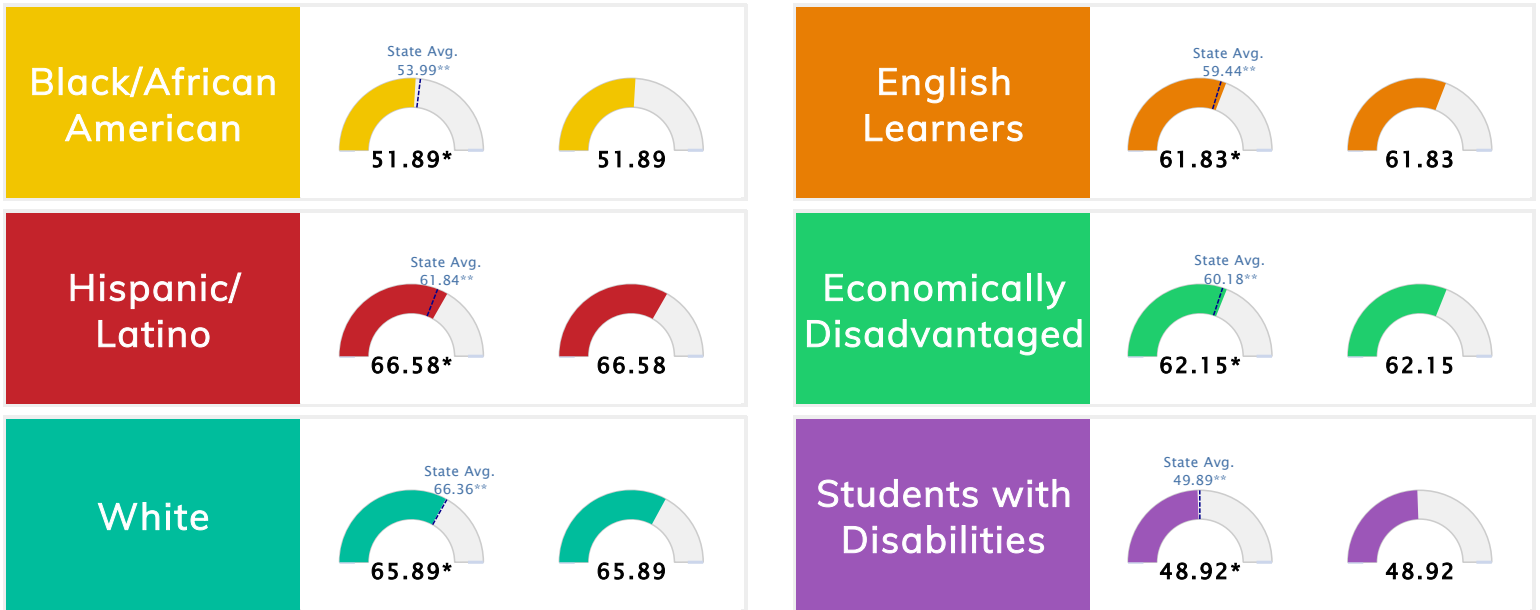 Black/African
American
State Avg.
53.99**
51.89*
51.89
English
Learners
State Avg.
59.44**
61.83*
61.83
Hispanic/
Latino
State Avg.
61.84**
66.58*
66.58
Economically
Disadvantaged
State Avg.
60.18**
62.15*
62.15
White
State Avg.
66.36**
65.89*
65.89
Students with
Disabilities
State Avg.
49.89**
48.92*
48.92